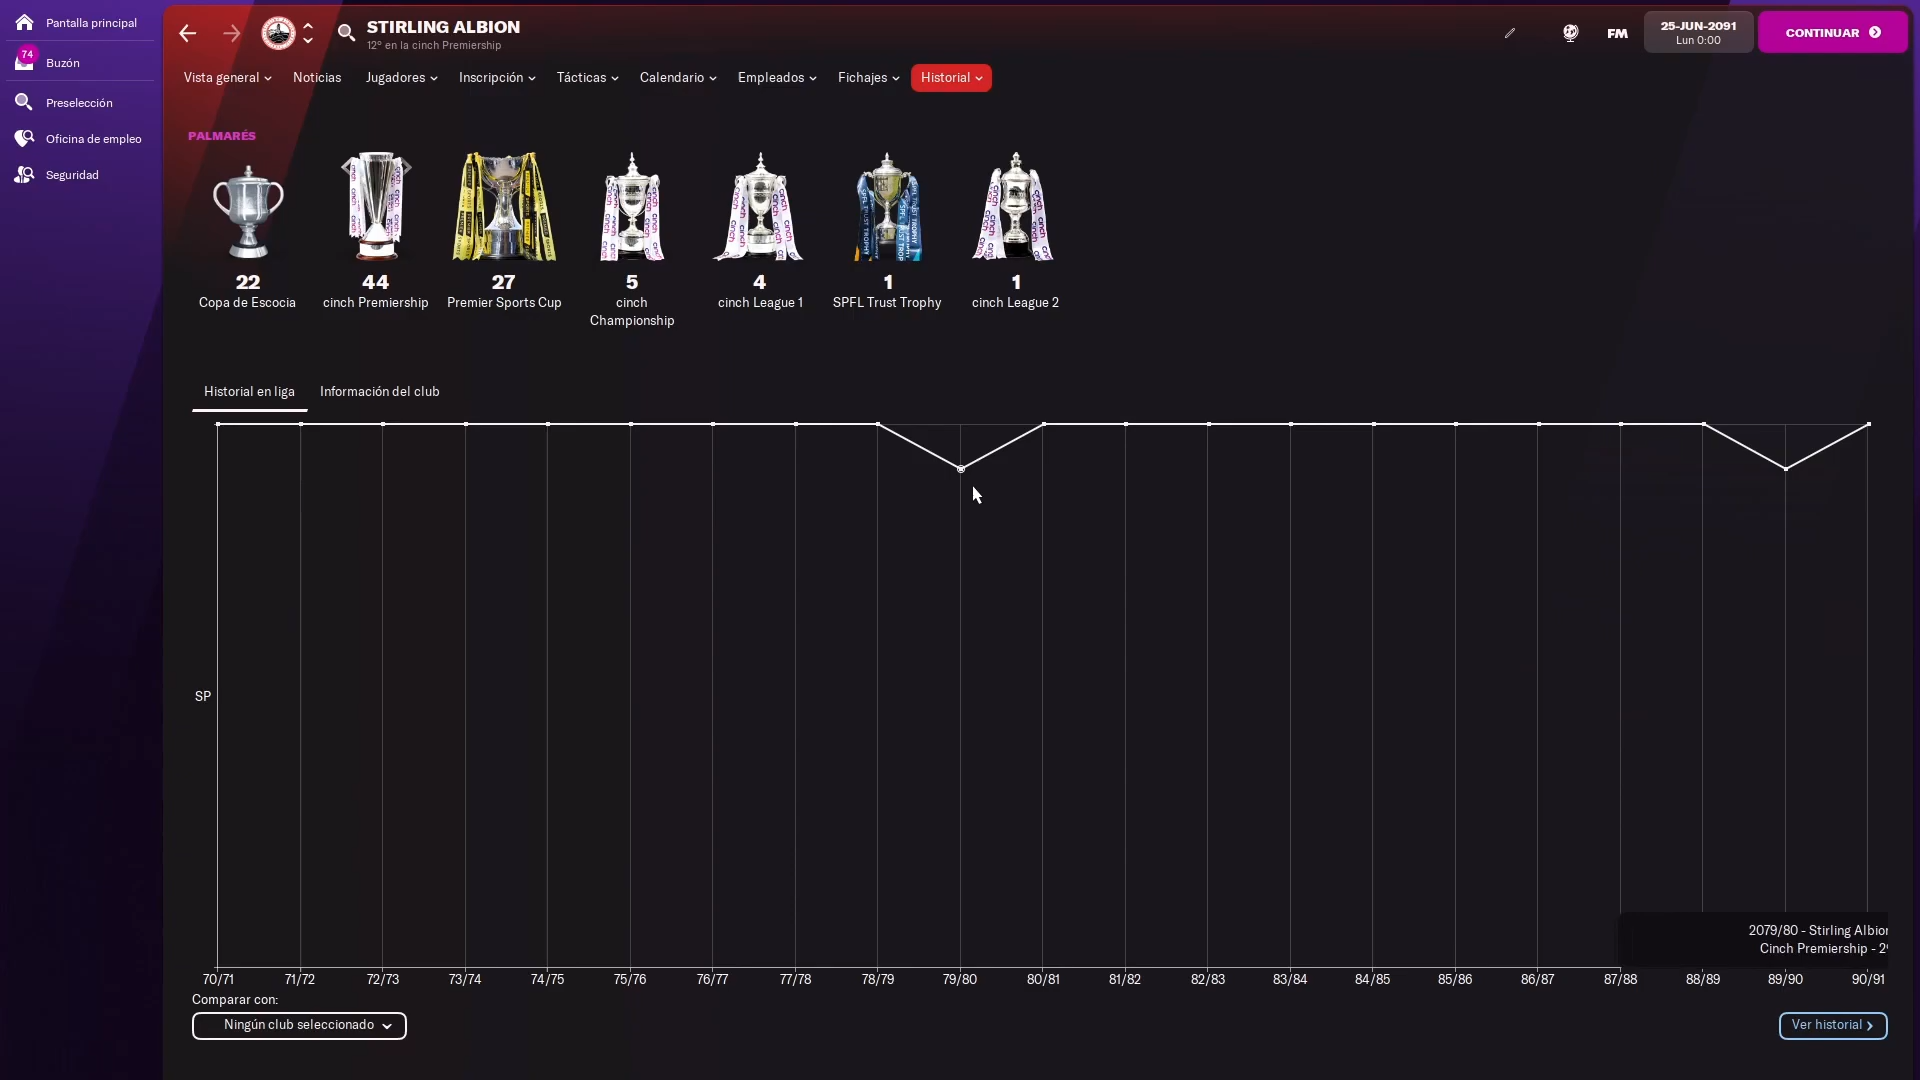 Pantalla principal
74
Buzón
Preselección
Oficina de empleo
Seguridad
STIRLING ALBION
12º en la cinch Premiership
FM
25-JUN-2091
Lun 0:00
CONTINUAR
Vista general
Noticias
Jugadores
Inscripción
Tácticas
Calendario
Empleados
Fichajes
Historial
PALMARÉS
22
Copa de Escocia
44
cinch Premiership
27
Premier Sports Cup
5
cinch
Championship
4
cinch League 1
1
SPFL Trust Trophy
1
cinch League 2
Historial en liga
Información del club
SP
2079/80 - Stirling Albion
Cinch Premiership - 2º
70/71
71/72
72/73
73/74
74/75
75/76
76/77
77/78
78/79
79/80
80/81
81/82
82/83
83/84
84/85
85/86
86/87
87/88
88/89
89/90
90/91
Comparar con:
Ningún club seleccionado
Ver historial